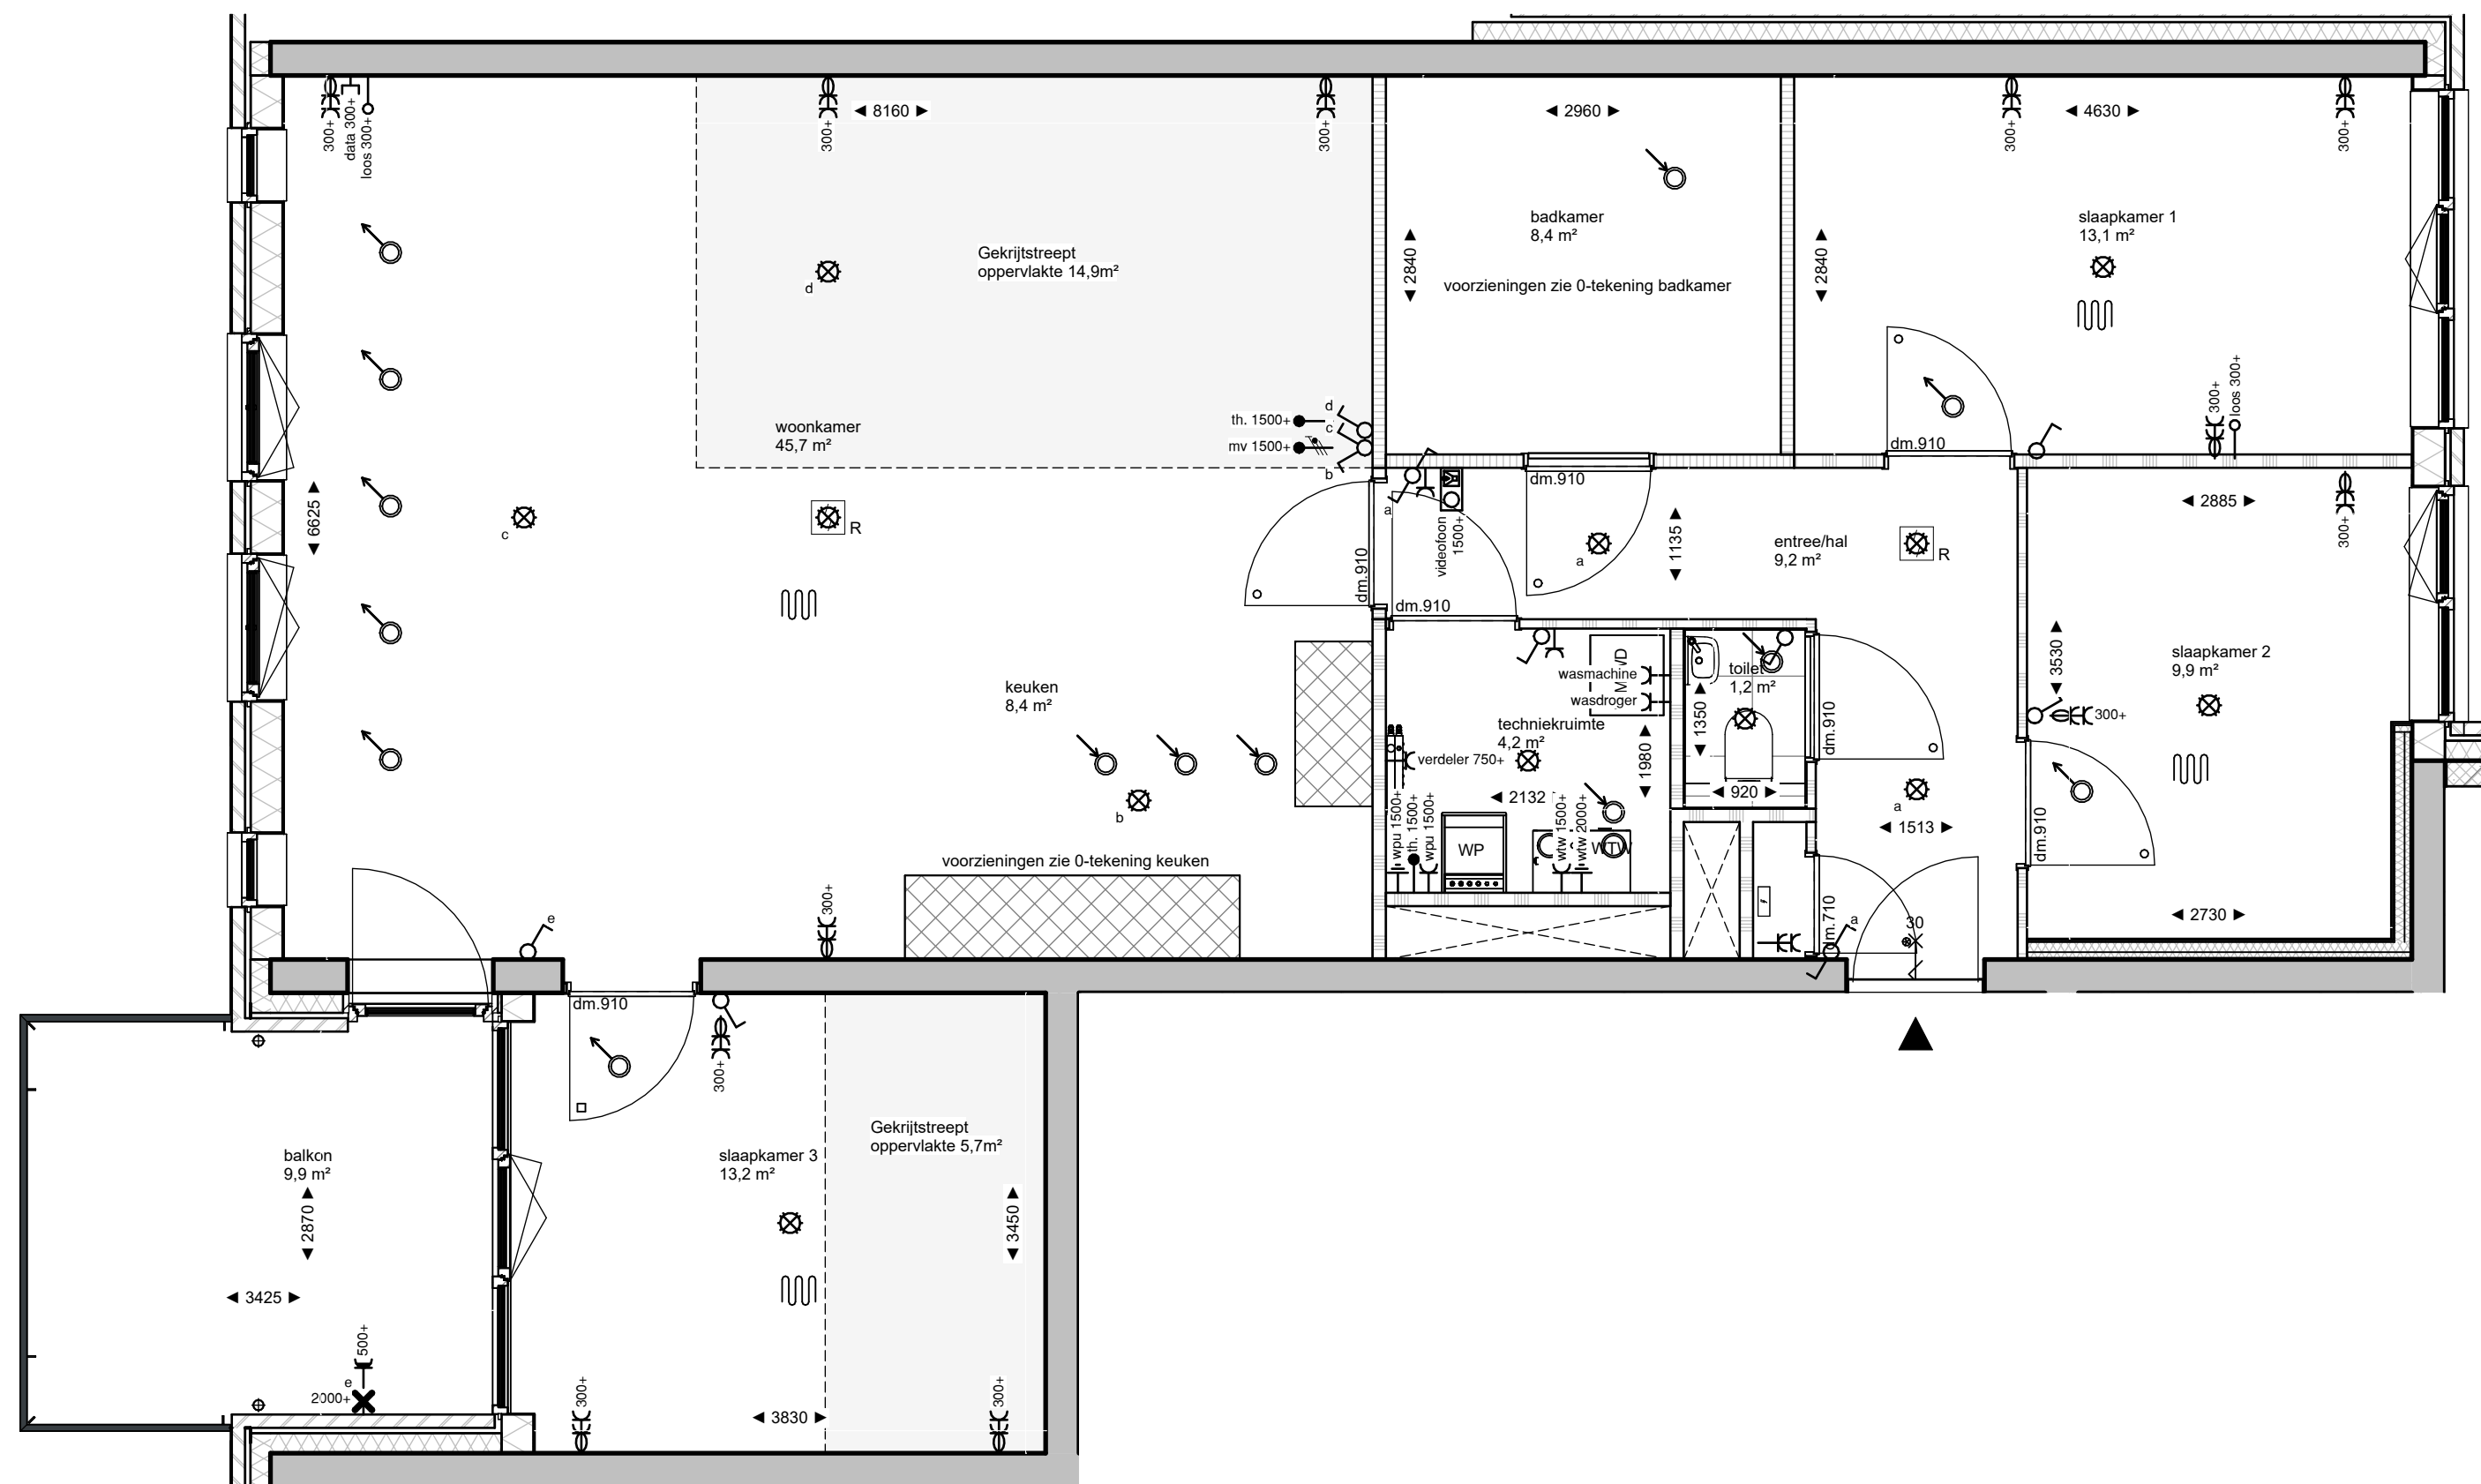 300+
data 300+
loos 300+
300+
◄ 8160 ►
300+
◄ 2960 ►
300+
◄ 4630 ►
300+
badkamer
8,4 m²
slaapkamer 1
13,1 m²
Gekrijtstreept
oppervlakte 14,9m²
◄ 2840 ►
voorzieningen zie 0-tekening badkamer
◄ 2840 ►
d
woonkamer
45,7 m²
th. 1500+
mv 1500+
d
c
b
300+
loos 300+
dm.910
dm.910
◄ 6625 ►
c
R
dm.910
a
videofoon
1500+
a
◄ 1135 ►
entree/hal
9,2 m²
R
◄ 2885 ►
300+
dm.910
keuken
8,4 m²
b
wasmachine
wasdroger
WD
M
techniekruimte
4,2 m²
verdeler 750+
◄ 2132
◄ 1980 ►
toilet
1,2 m²
◄ 1350 ►
◄ 920 ►
dm.910
◄ 3530 ►
slaapkamer 2
9,9 m²
300+
a
◄ 1513 ►
dm.910
wpu 1500+
th. 1500+
wpu 1500+
WP
wtw 1500+
wtw 2000+
WTW
voorzieningen zie 0-tekening keuken
300+
e
dm.710
a
30
◄ 2730 ►
dm.910
300+
Gekrijtstreept
oppervlakte 5,7m²
balkon
9,9 m²
◄ 2870 ►
slaapkamer 3
13,2 m²
◄ 3450 ►
◄ 3425 ►
500+
e
2000+
300+
◄ 3830 ►
300+